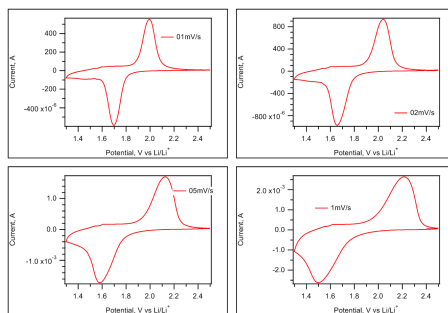 400
200
0
-200
-400 x10⁻⁶
Current, A
01mV/s
1.4 1.6 1.8 2.0 2.2 2.4
Potential, V vs Li/Li⁺
800
400
0
-400
-800 x10⁻⁶
Current, A
02mV/s
1.4 1.6 1.8 2.0 2.2 2.4
Potential, V vs Li/Li⁺
1.0
0.0
-1.0 x10⁻³
Current, A
05mV/s
1.4 1.6 1.8 2.0 2.2 2.4
Potential, V vs Li/Li⁺
2.0 x10⁻³
1.0
0.0
-1.0
-2.0
Current, A
1mV/s
1.4 1.6 1.8 2.0 2.2 2.4
Potential, V vs Li/Li⁺